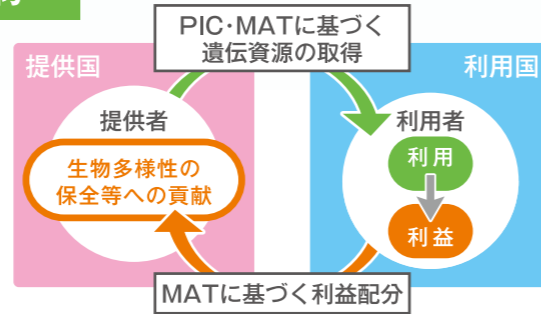 PIC・MATに基づく
遺伝資源の取得
提供国
利用国
提供者
利用者
生物多様性の
保全等への貢献
利用
利益
MATに基づく利益配分